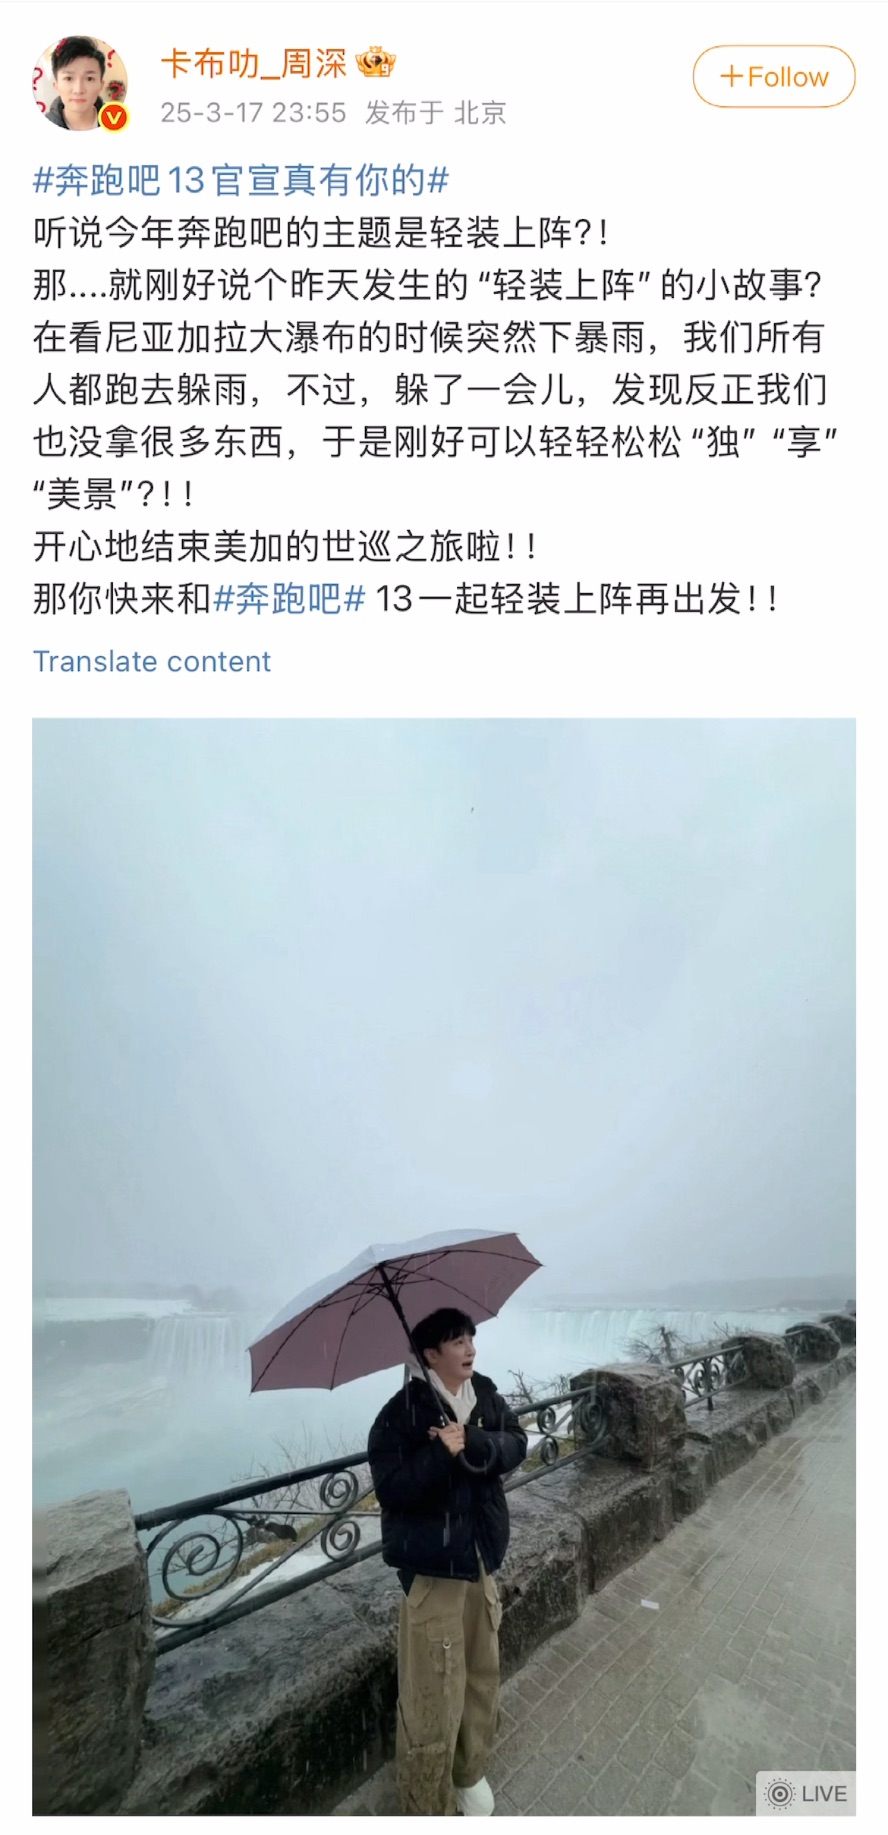 卡布叻_周深
+Follow
25-3-17 23:55 发布于 北京
#奔跑吧13官宣真有你的#
听说今年奔跑吧的主题是轻装上阵?!
那....就刚好说个昨天发生的“轻装上阵”的小故事?
在看尼亚加拉大瀑布的时候突然下暴雨，我们所有
人都跑去躲雨，不过，躲了一会儿，发现反正我们
也没拿很多东西，于是刚好可以轻轻松松“独”“享”
“美景”?!!
开心地结束美加的世巡之旅啦!!
那你快来和#奔跑吧# 13一起轻装上阵再出发!!
Translate content
LIVE